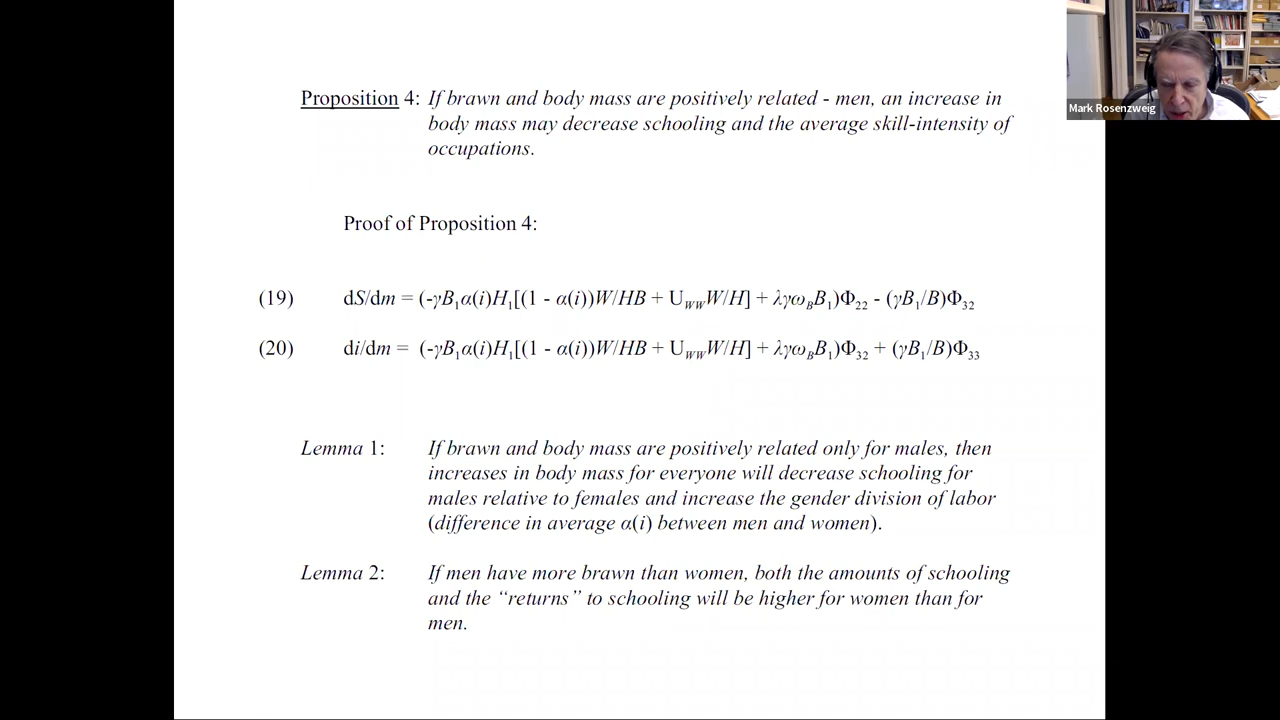 Proposition 4: If brawn and body mass are positively related - men, an increase in
body mass may decrease schooling and the average skill-intensity of
occupations.
Mark Rosenzweig
Proof of Proposition 4:
(19) dS/dm = (-γB₁α(i)H₁[(1 - α(i))W/HB + U_WW W/H] + λγω_B B₁)Φ₂₂ - (γB₁/B)Φ₃₂
(20) di/dm = (-γB₁α(i)H₁[(1 - α(i))W/HB + U_WW W/H] + λγω_B B₁)Φ₃₂ + (γB₁/B)Φ₃₃
Lemma 1: If brawn and body mass are positively related only for males, then
increases in body mass for everyone will decrease schooling for
males relative to females and increase the gender division of labor
(difference in average α(i) between men and women).
Lemma 2: If men have more brawn than women, both the amounts of schooling
and the “returns” to schooling will be higher for women than for
men.